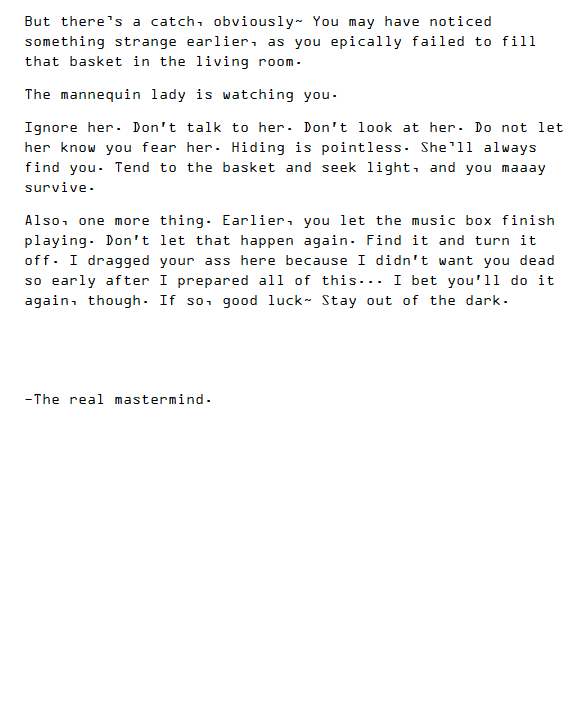 But there's a catch, obviously~ You may have noticed
something strange earlier, as you epically failed to fill
that basket in the living room.
The mannequin lady is watching you.
Ignore her. Don't talk to her. Don't look at her. Do not let
her know you fear her. Hiding is pointless. She'll always
find you. Tend to the basket and seek light, and you maaay
survive.
Also, one more thing. Earlier, you let the music box finish
playing. Don't let that happen again. Find it and turn it
off. I dragged your ass here because I didn't want you dead
so early after I prepared all of this... I bet you'll do it
again, though. If so, good luck~ Stay out of the dark.
-The real mastermind.